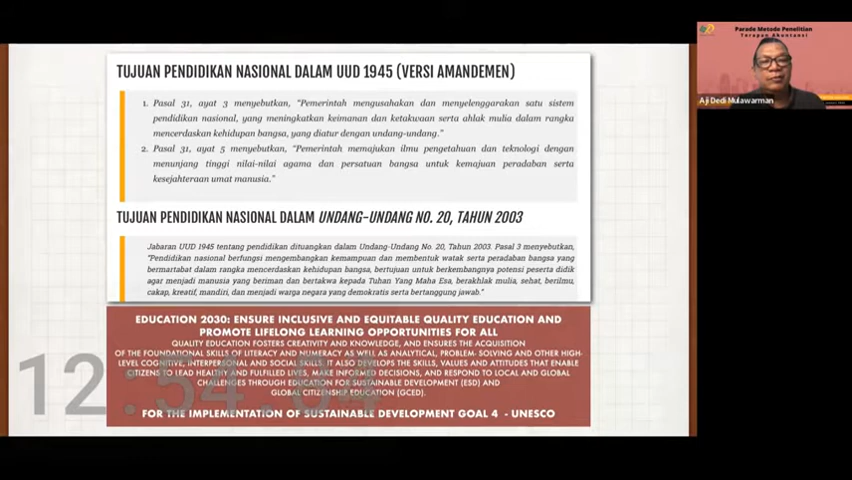 TUJUAN PENDIDIKAN NASIONAL DALAM UUD 1945 (VERSI AMANDEMEN)
1. Pasal 31, ayat 3 menyebutkan, "Pemerintah mengusahakan dan menyelenggarakan satu sistem
pendidikan nasional, yang meningkatkan keimanan dan ketakwaan serta ahlak mulia dalam rangka
mencerdaskan kehidupan bangsa, yang diatur dengan undang-undang."
2. Pasal 31, ayat 5 menyebutkan, "Pemerintah memajukan ilmu pengetahuan dan teknologi dengan
menunjang tinggi nilai-nilai agama dan persatuan bangsa untuk kemajuan peradaban serta
kesejahteraan umat manusia."
TUJUAN PENDIDIKAN NASIONAL DALAM UNDANG-UNDANG NO. 20, TAHUN 2003
Jabaran UUD 1945 tentang pendidikan dituangkan dalam Undang-Undang No. 20, Tahun 2003. Pasal 3 menyebutkan,
"Pendidikan nasional berfungsi mengembangkan kemampuan dan membentuk watak serta peradaban bangsa yang
bermartabat dalam rangka mencerdaskan kehidupan bangsa, bertujuan untuk berkembangnya potensi peserta didik
agar menjadi manusia yang beriman dan bertakwa kepada Tuhan Yang Maha Esa, berakhlak mulia, sehat, berilmu,
cakap, kreatif, mandiri, dan menjadi warga negara yang demokratis serta bertanggung jawab."
EDUCATION 2030: ENSURE INCLUSIVE AND EQUITABLE QUALITY EDUCATION AND
PROMOTE LIFELONG LEARNING OPPORTUNITIES FOR ALL
QUALITY EDUCATION FOSTERS CREATIVITY AND KNOWLEDGE, AND ENSURES THE ACQUISITION
OF THE FOUNDATIONAL SKILLS OF LITERACY AND NUMERACY AS WELL AS ANALYTICAL, PROBLEM- SOLVING AND OTHER HIGH-
LEVEL COGNITIVE, INTERPERSONAL AND SOCIAL SKILLS. IT ALSO DEVELOPS THE SKILLS, VALUES AND ATTITUDES THAT ENABLE
CITIZENS TO LEAD HEALTHY AND FULFILLED LIVES, MAKE INFORMED DECISIONS, AND RESPOND TO LOCAL AND GLOBAL
CHALLENGES THROUGH EDUCATION FOR SUSTAINABLE DEVELOPMENT (ESD) AND
GLOBAL CITIZENSHIP EDUCATION (GCED).
FOR THE IMPLEMENTATION OF SUSTAINABLE DEVELOPMENT GOAL 4 - UNESCO
12:54:04
Parade Metode Penelitian
Terapan Akuntansi
Aji Dedi Mulawarman